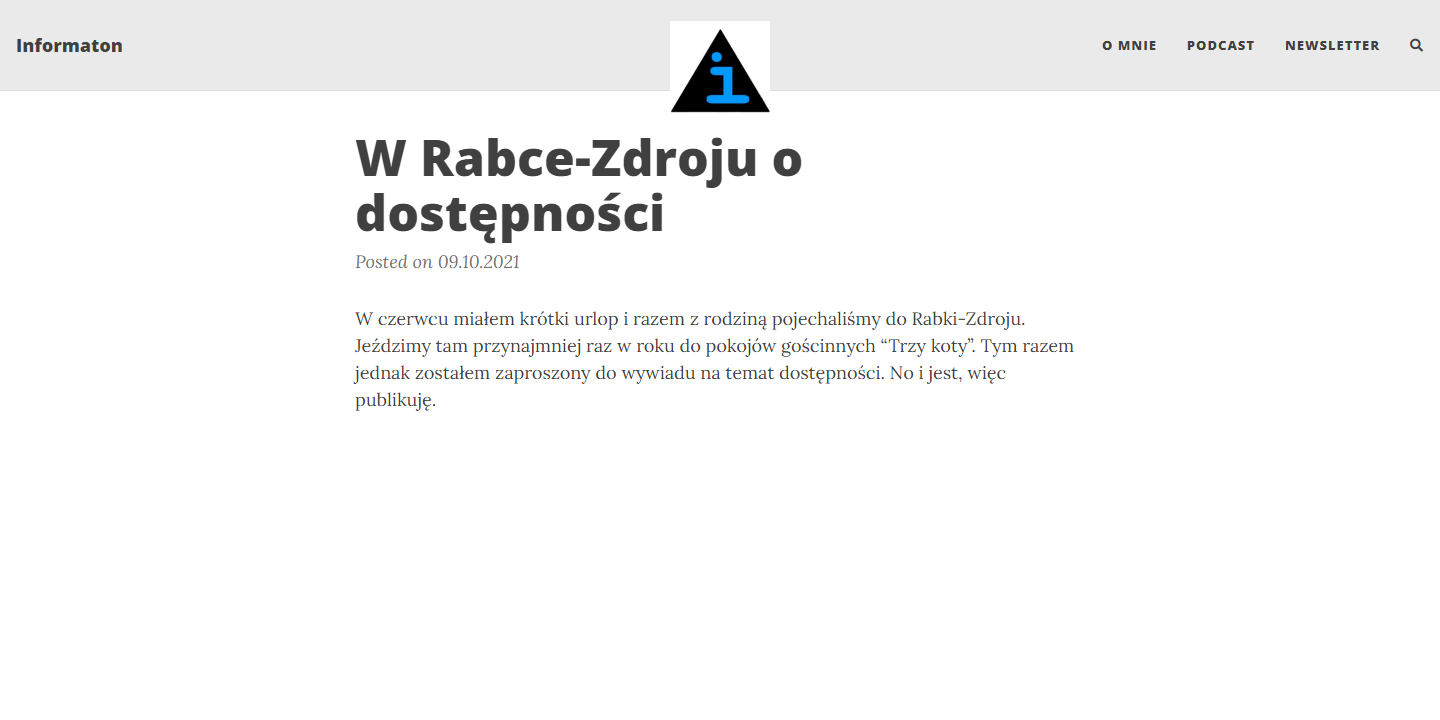 Informaton
i
O MNIE
PODCAST
NEWSLETTER
W Rabce-Zdroju o
dostępności
Posted on 09.10.2021
W czerwcu miałem krótki urlop i razem z rodziną pojechaliśmy do Rabki-Zdroju.
Jeździmy tam przynajmniej raz w roku do pokojów gościnnych “Trzy koty”. Tym razem
jednak zostałem zaproszony do wywiadu na temat dostępności. No i jest, więc
publikuję.